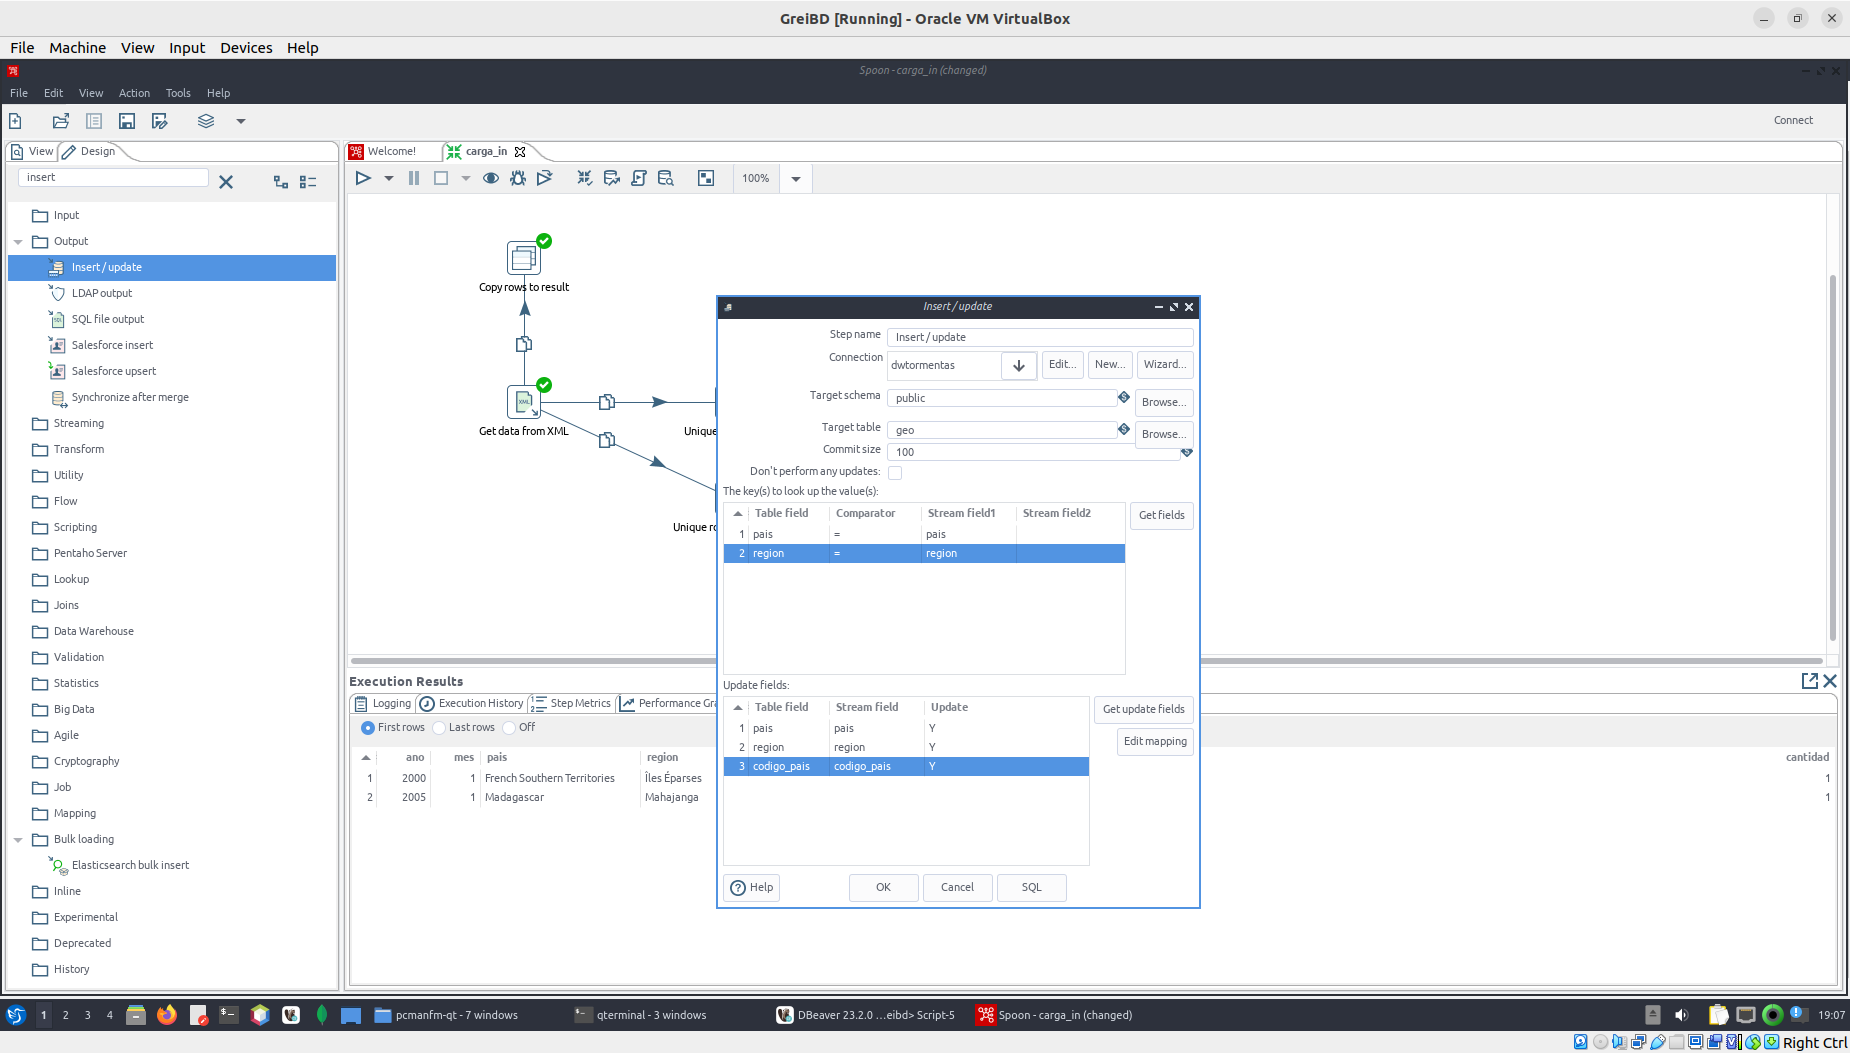 GreiBD [Running] - Oracle VM VirtualBox
File Machine View Input Devices Help
Spoon - carga_in (changed)
File Edit View Action Tools Help
Connect
View Design
insert
Input
Output
Insert / update
LDAP output
SQL file output
Salesforce insert
Salesforce upsert
Synchronize after merge
Streaming
Transform
Utility
Flow
Scripting
Pentaho Server
Lookup
Joins
Data Warehouse
Validation
Statistics
Big Data
Agile
Cryptography
Job
Mapping
Bulk loading
Elasticsearch bulk insert
Inline
Experimental
Deprecated
History
Welcome! carga_in
100%
Copy rows to result
XML
Get data from XML
Unique
Unique ro
Insert / update
Step name Insert / update
Connection dwtormentas Edit... New... Wizard...
Target schema public Browse...
Target table geo Browse...
Commit size 100
Don't perform any updates:
The key(s) to look up the value(s):
Table field Comparator Stream field1 Stream field2 Get fields
1 pais = pais
2 region = region
Update fields:
Table field Stream field Update Get update fields
1 pais pais Y
Edit mapping
2 region region Y
3 codigo_pais codigo_pais Y
Help OK Cancel SQL
Execution Results
Logging Execution History Step Metrics Performance Gra
First rows Last rows Off
ano mes pais region cantidad
1 2000 1 French Southern Territories Îles Éparses 1
2 2005 1 Madagascar Mahajanga 1
1 2 3 4 pcmanfm-qt - 7 windows qterminal - 3 windows DBeaver 23.2.0 ...eibd> Script-5 Spoon - carga_in (changed) 19:07
Right Ctrl